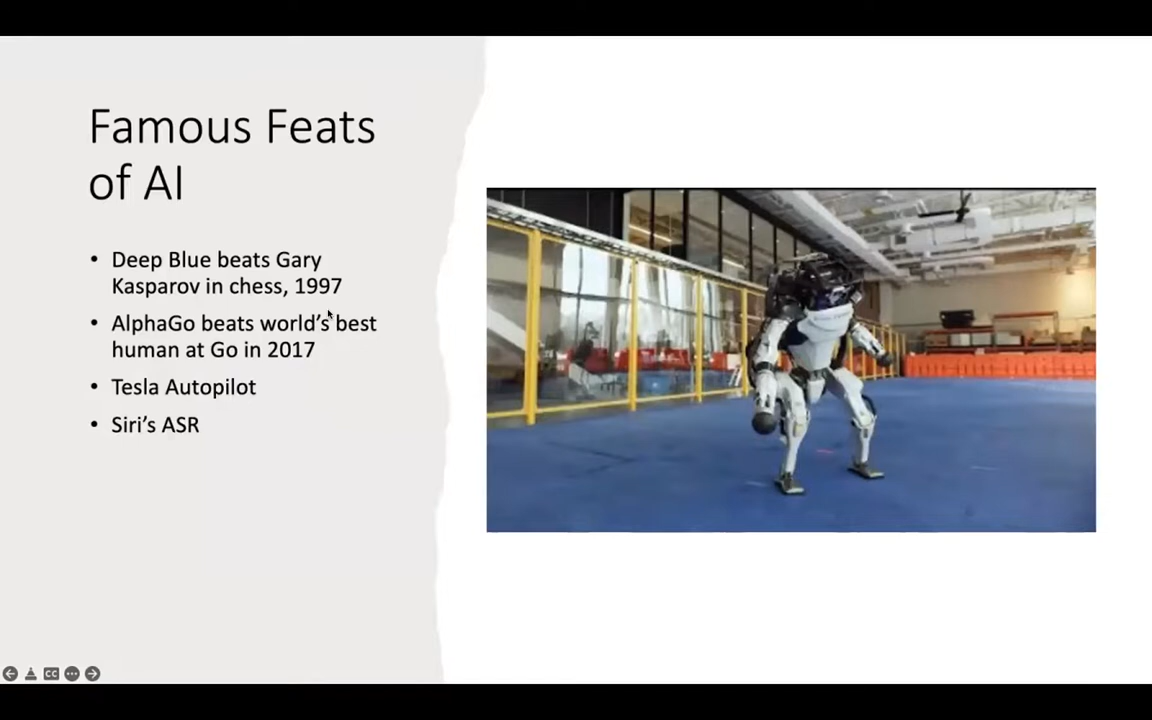 Famous Feats
of AI
• Deep Blue beats Gary
Kasparov in chess, 1997
• AlphaGo beats world's best
human at Go in 2017
• Tesla Autopilot
• Siri's ASR
CC